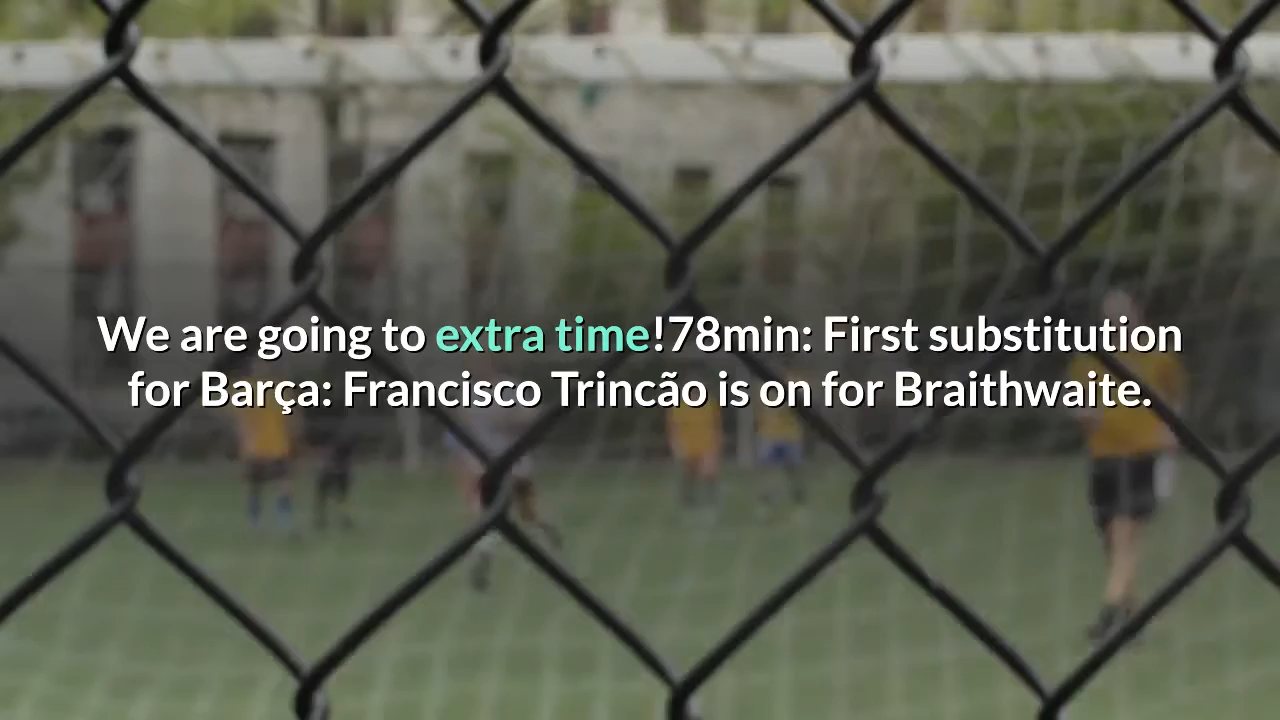 We are going to extra time!78min: First substitution
for Barça: Francisco Trincão is on for Braithwaite.